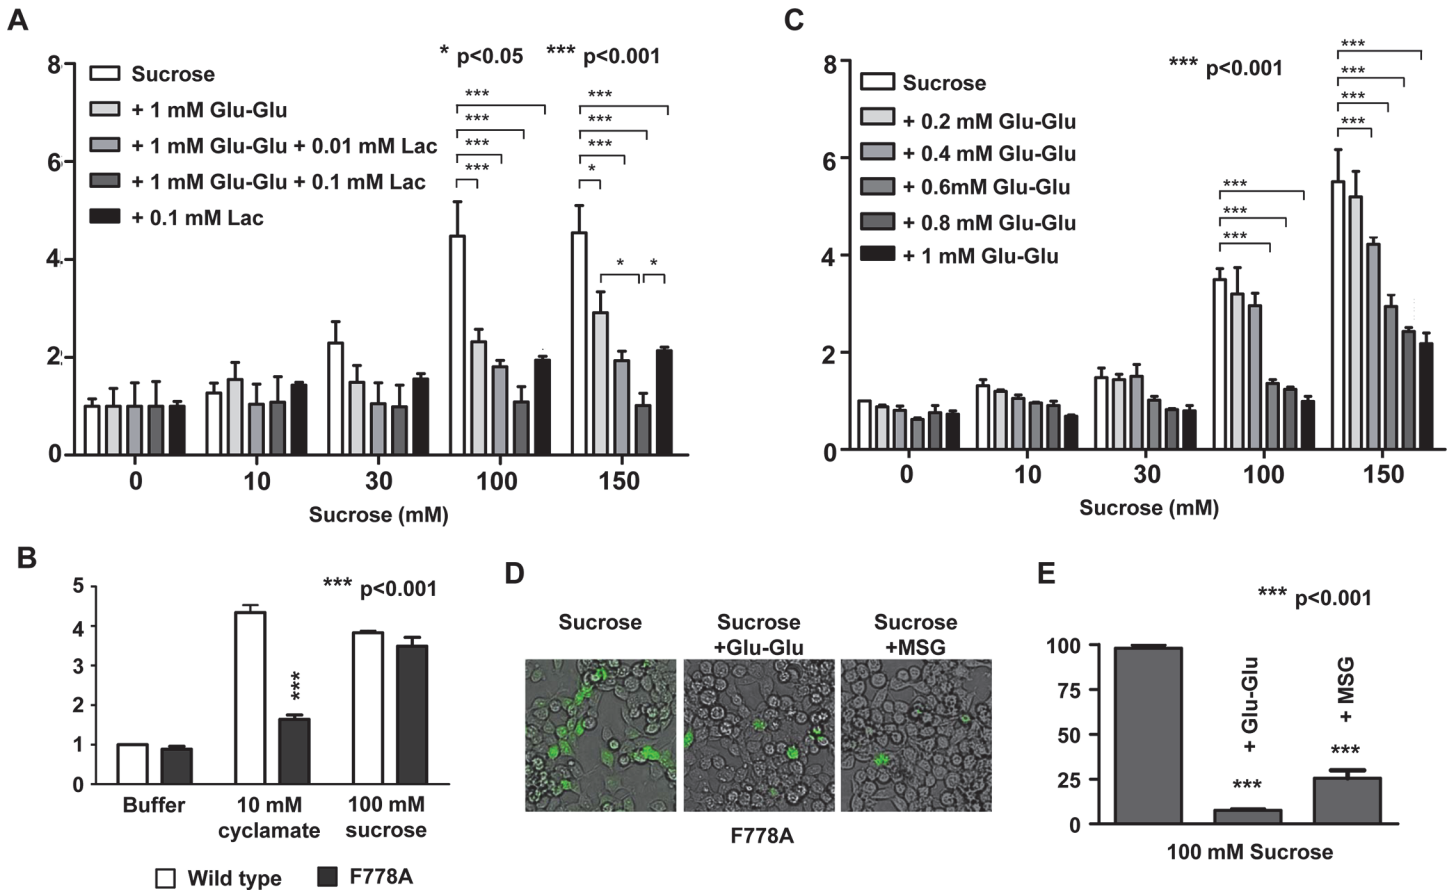 A
* p<0.05 *** p<0.001
8
6
4
2
0
Sucrose
+ 1 mM Glu-Glu
+ 1 mM Glu-Glu + 0.01 mM Lac
+ 1 mM Glu-Glu + 0.1 mM Lac
+ 0.1 mM Lac
*** ***
*** ***
*** ***
*** *
* *
0 10 30 100 150
Sucrose (mM)
C
*** p<0.001
8
6
4
2
0
Sucrose
+ 0.2 mM Glu-Glu
+ 0.4 mM Glu-Glu
+ 0.6mM Glu-Glu
+ 0.8 mM Glu-Glu
+ 1 mM Glu-Glu
***
***
***
***
***
***
***
0 10 30 100 150
Sucrose (mM)
B
*** p<0.001
5
4
3
2
1
0
***
Buffer 10 mM cyclamate 100 mM sucrose
Wild type F778A
D
Sucrose
Sucrose
+Glu-Glu
Sucrose
+MSG
F778A
E
*** p<0.001
100
75
50
25
0
+ Glu-Glu
***
+ MSG
***
100 mM Sucrose